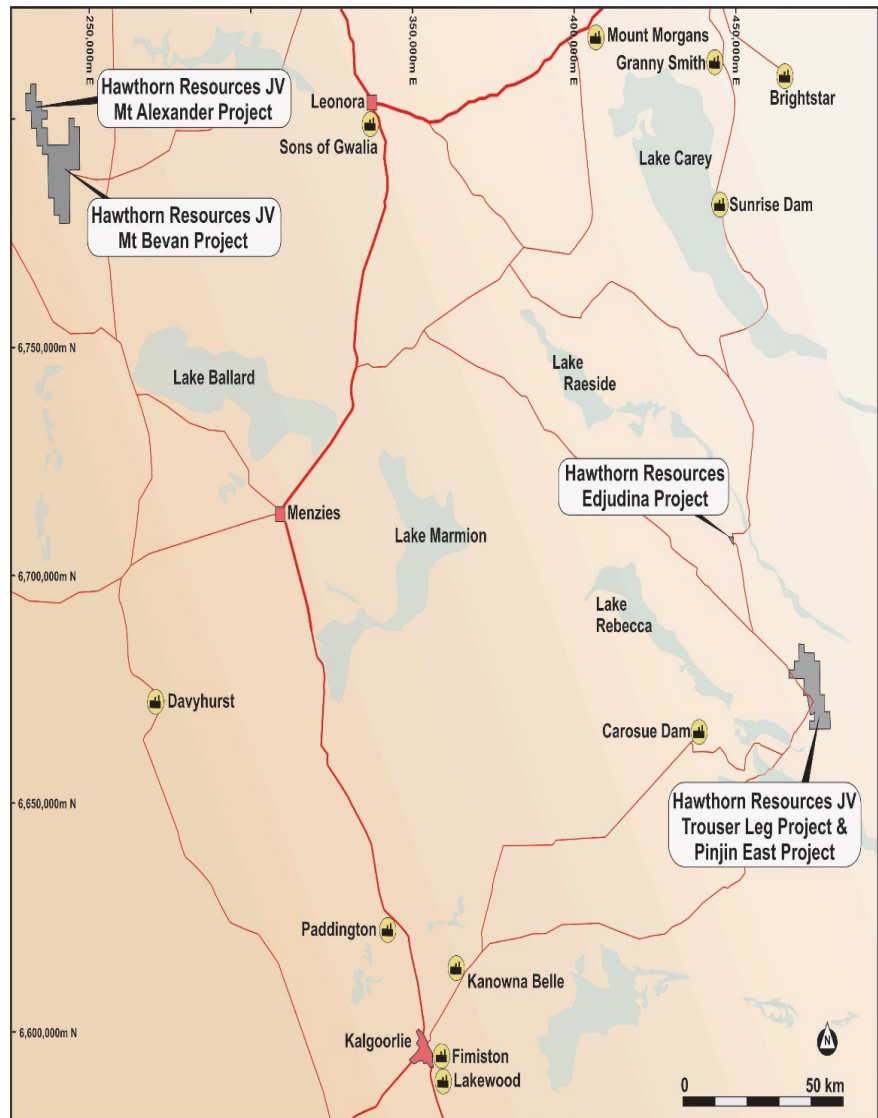 250,000m E
350,000m E
400,000m E
450,000m E
Mount Morgans
Granny Smith
Brightstar
Hawthorn Resources JV
Mt Alexander Project
Leonora
Sons of Gwalia
Lake Carey
Hawthorn Resources JV
Mt Bevan Project
Sunrise Dam
6,750,000m N
Lake Ballard
Lake
Raeside
Hawthorn Resources
Edjudina Project
Menzies
Lake Marmion
6,700,000m N
Lake
Rebecca
Davyhurst
Carosue Dam
Hawthorn Resources JV
Trouser Leg Project &
Pinjin East Project
6,650,000m N
Paddington
Kanowna Belle
6,600,000m N
Kalgoorlie
Fimiston
Lakewood
N
0 50 km